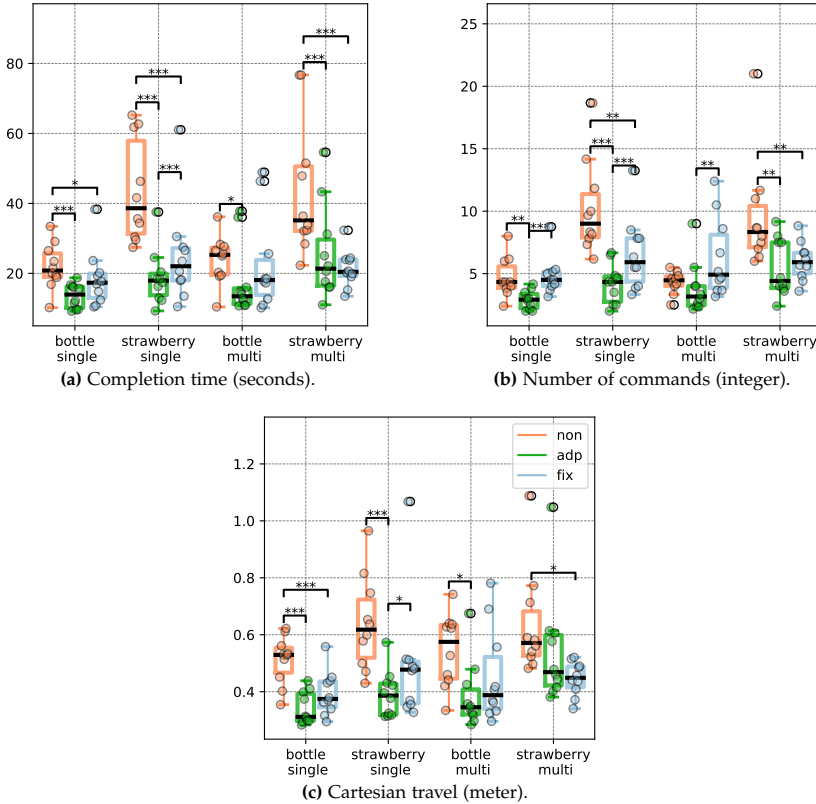 80
60
40
20
*
***
***
***
***
*
***
***
bottle
single
strawberry
single
bottle
multi
strawberry
multi
(a) Completion time (seconds).
25
20
15
10
5
**
***
**
***
***
**
**
**
bottle
single
strawberry
single
bottle
multi
strawberry
multi
(b) Number of commands (integer).
1.2
1.0
0.8
0.6
0.4
non
adp
fix
***
***
***
*
*
*
bottle
single
strawberry
single
bottle
multi
strawberry
multi
(c) Cartesian travel (meter).